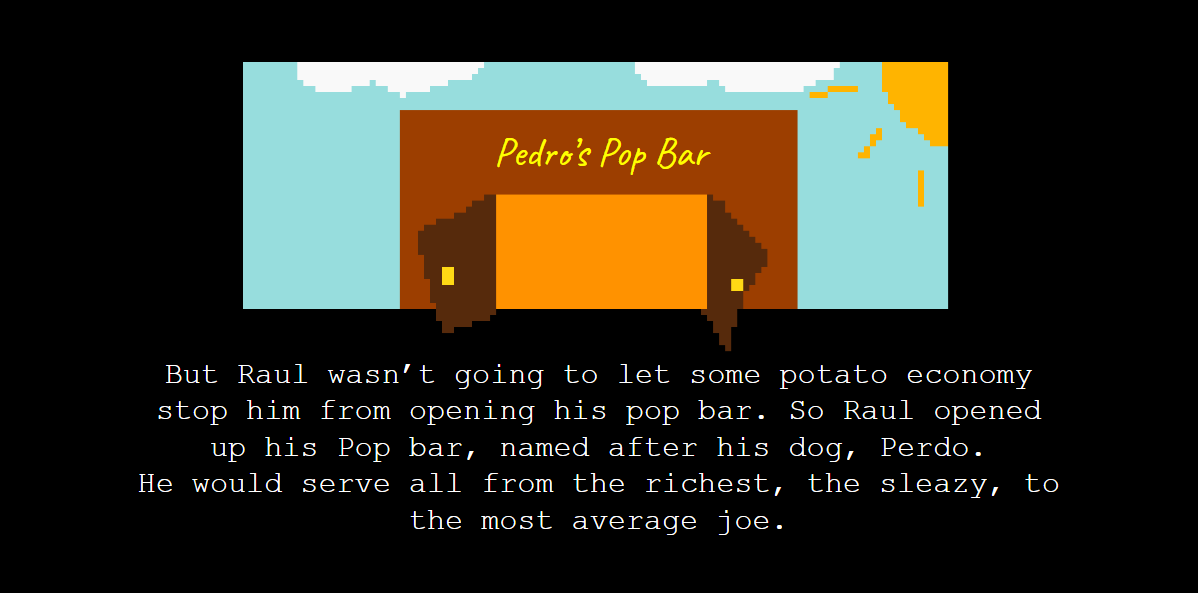 Pedro's Pop Bar
But Raul wasn't going to let some potato economy
stop him from opening his pop bar. So Raul opened
up his Pop bar, named after his dog, Perdo.
He would serve all from the richest, the sleazy, to
the most average joe.